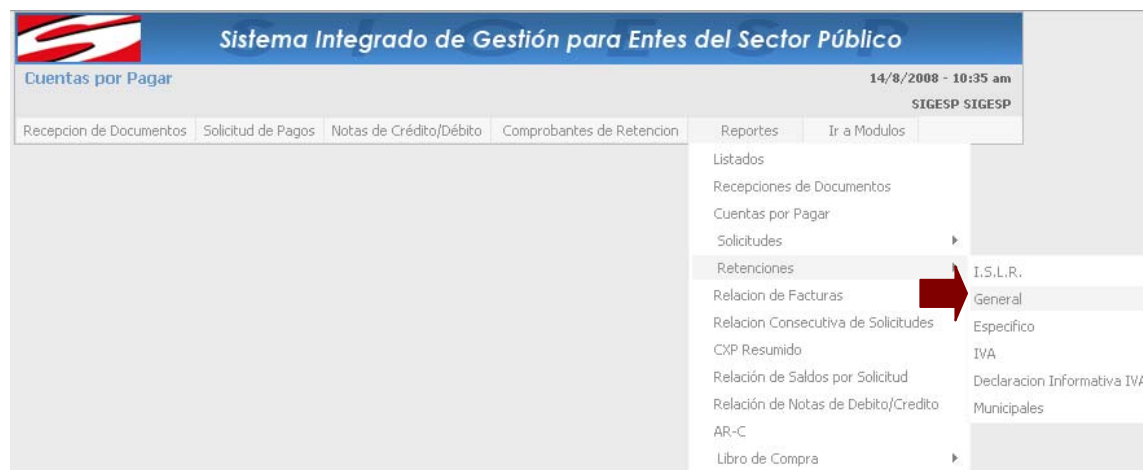 Sistema Integrado de Gestión para Entes del Sector Público
Cuentas por Pagar
14/8/2008 - 10:35 am
SIGESP SIGESP
Recepcion de Documentos Solicitud de Pagos Notas de Crédito/Débito Comprobantes de Retencion Reportes Ir a Modulos
Listados
Recepciones de Documentos
Cuentas por Pagar
Solicitudes
Retenciones
Relacion de Facturas
Relacion Consecutiva de Solicitudes
CXP Resumido
Relación de Saldos por Solicitud
Relación de Notas de Debito/Credito
AR-C
Libro de Compra
I.S.L.R.
General
Especifico
IVA
Declaracion Informativa IVA
Municipales